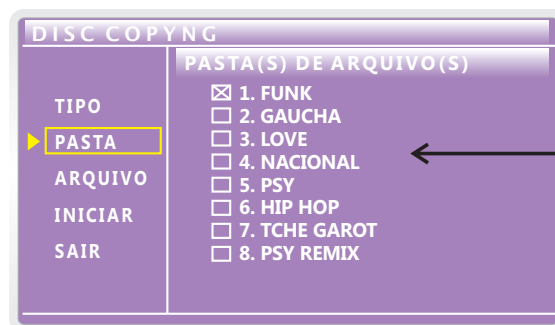 DISC COPYNG
PASTA(S) DE ARQUIVO(S)
TIPO
PASTA
ARQUIVO
INICIAR
SAIR
1. FUNK
2. GAUCHA
3. LOVE
4. NACIONAL
5. PSY
6. HIP HOP
7. TCHE GAROT
8. PSY REMIX